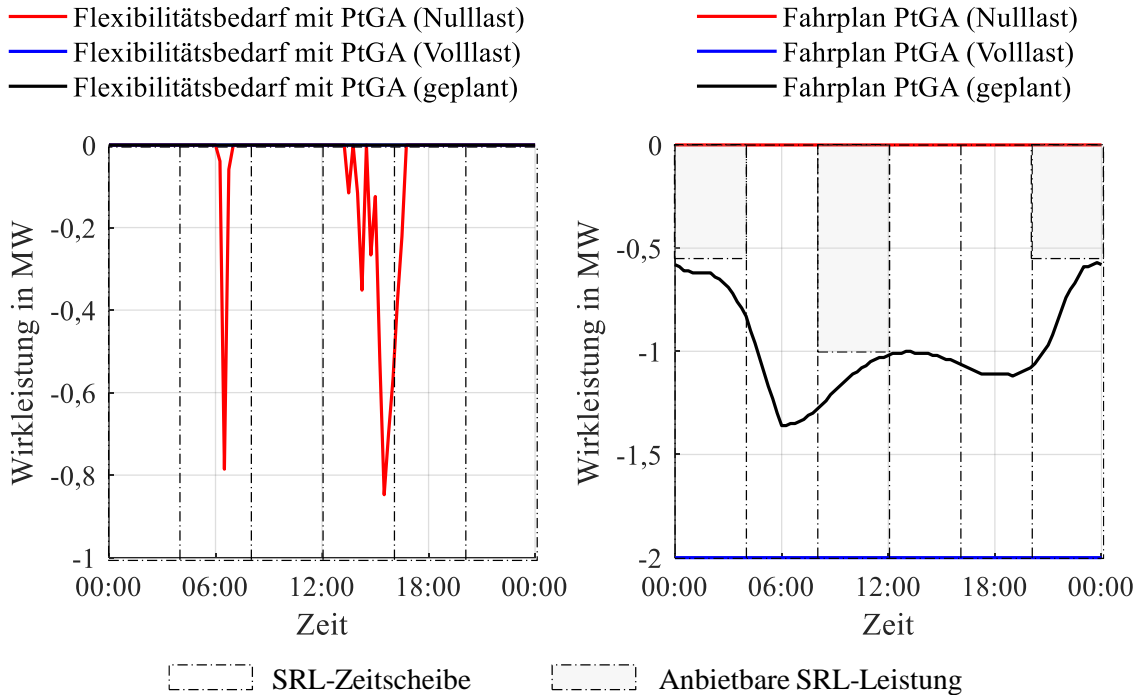 Flexibilitätsbedarf mit PtGA (Nulllast)
Flexibilitätsbedarf mit PtGA (Volllast)
Flexibilitätsbedarf mit PtGA (geplant)
0
-0,2
-0,4
-0,6
-0,8
-1
Wirkleistung in MW
00:00 06:00 12:00 18:00 00:00
Zeit
Fahrplan PtGA (Nulllast)
Fahrplan PtGA (Volllast)
Fahrplan PtGA (geplant)
0
-0,5
-1
-1,5
-2
Wirkleistung in MW
00:00 06:00 12:00 18:00 00:00
Zeit
SRL-Zeitscheibe
Anbietbare SRL-Leistung